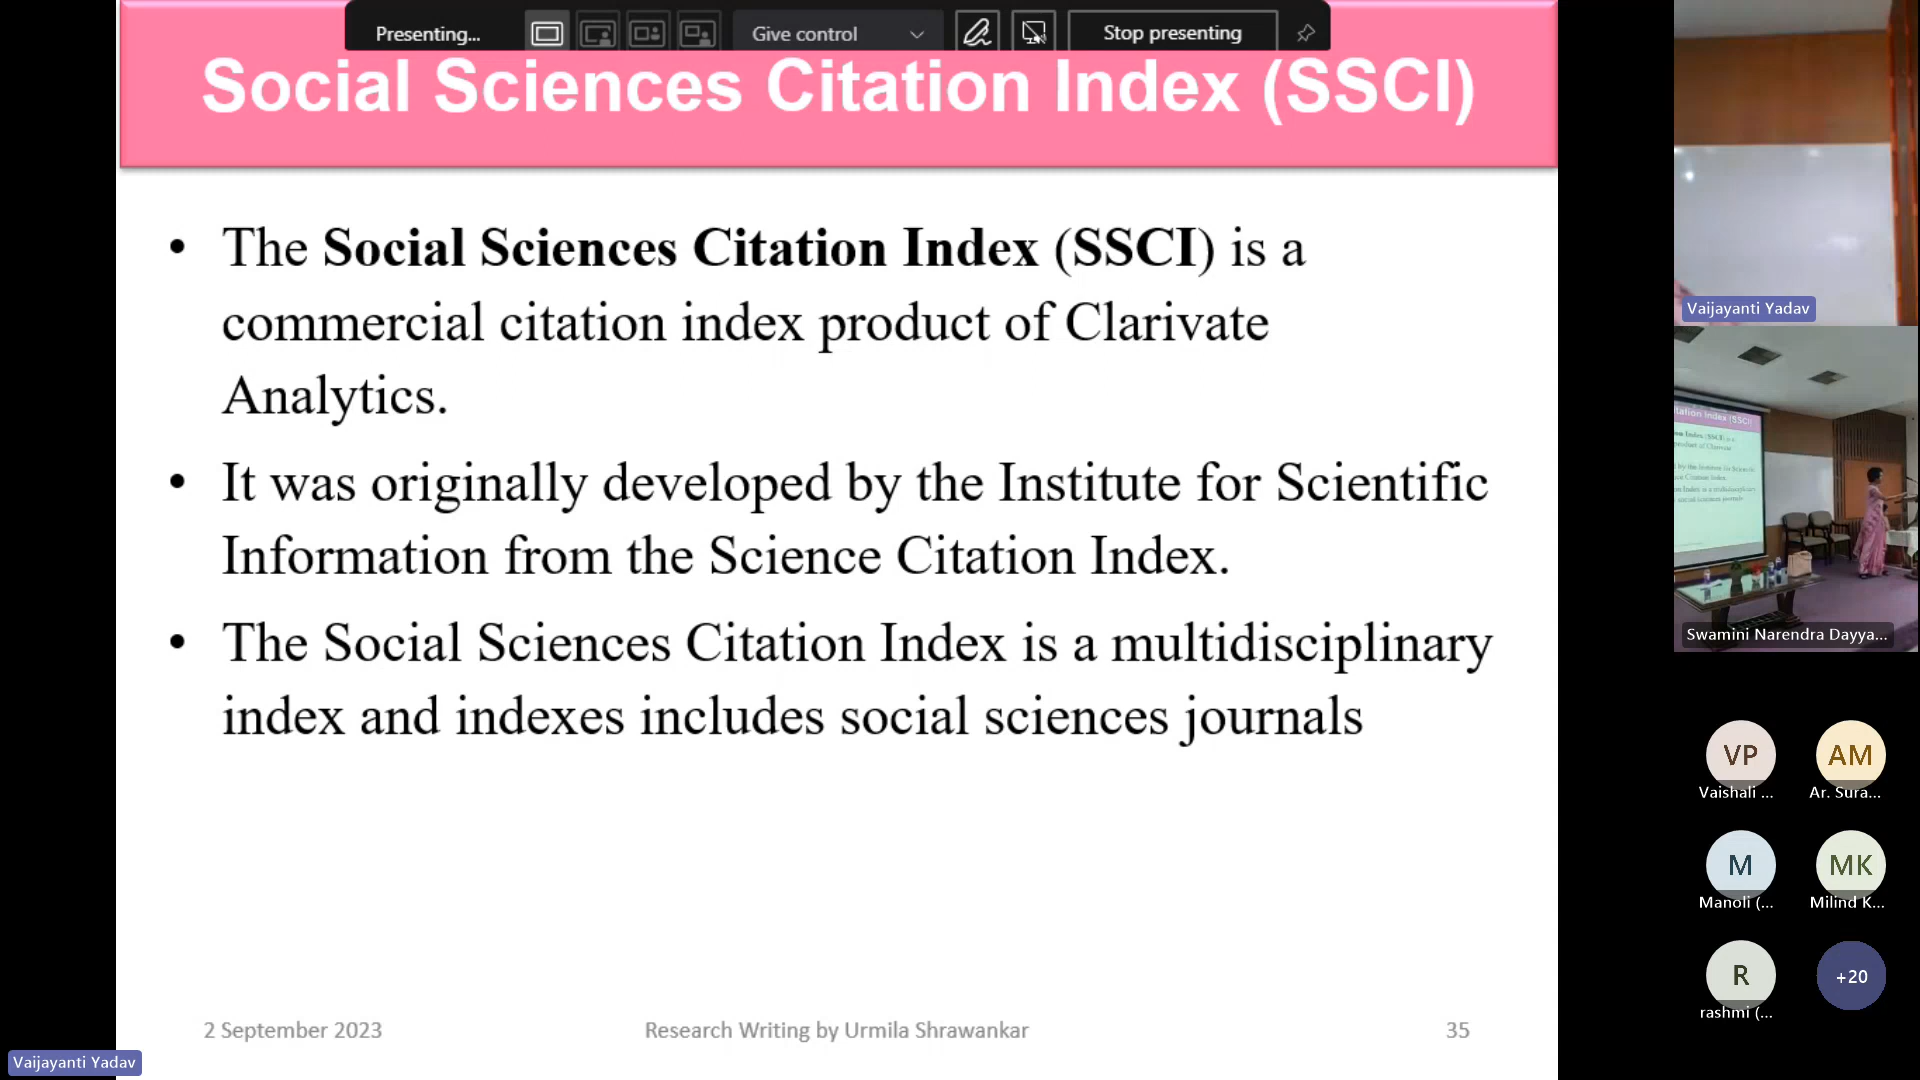 Presenting...
Give control
Stop presenting
Social Sciences Citation Index (SSCI)
• The Social Sciences Citation Index (SSCI) is a
commercial citation index product of Clarivate
Analytics.
• It was originally developed by the Institute for Scientific
Information from the Science Citation Index.
• The Social Sciences Citation Index is a multidisciplinary
index and indexes includes social sciences journals
2 September 2023
Research Writing by Urmila Shrawankar
35
Vaijayanti Yadav
Vaijayanti Yadav
Swamini Narendra Dayya...
VP
Vaishali ...
AM
Ar. Sura...
M
Manoli (...
MK
Milind K...
R
rashmi (...
+20